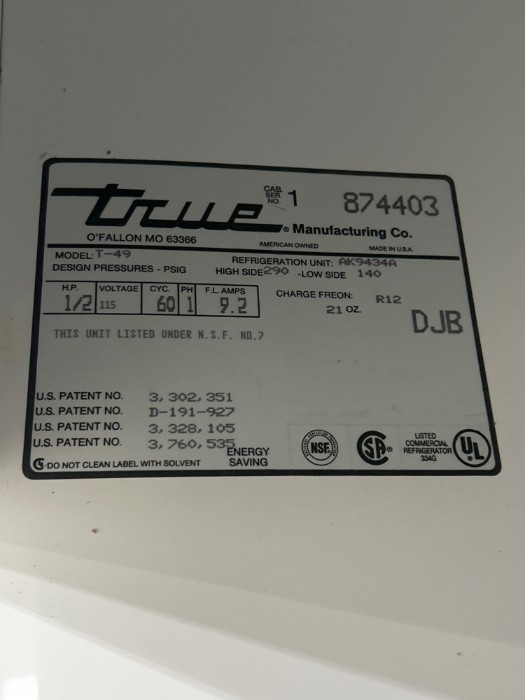 CAB. SER. NO. 1 874403
true ® Manufacturing Co.
O'FALLON MO 63366 AMERICAN OWNED MADE IN U.S.A.
MODEL: T-49 REFRIGERATION UNIT: AK9434A
DESIGN PRESSURES - PSIG HIGH SIDE 290 -LOW SIDE 140
H.P. VOLTAGE CYC. PH F.L. AMPS CHARGE FREON: R12
1/2 115 60 1 9.2 21 OZ.
DJB
THIS UNIT LISTED UNDER N.S.F. NO.7
U.S. PATENT NO. 3,302,351
U.S. PATENT NO. D-191-927
U.S. PATENT NO. 3,328,105
U.S. PATENT NO. 3,760,535
DO NOT CLEAN LABEL WITH SOLVENT
ENERGY
SAVING
NSF
SA ®
LISTED
COMMERCIAL
REFRIGERATOR
334G
UL